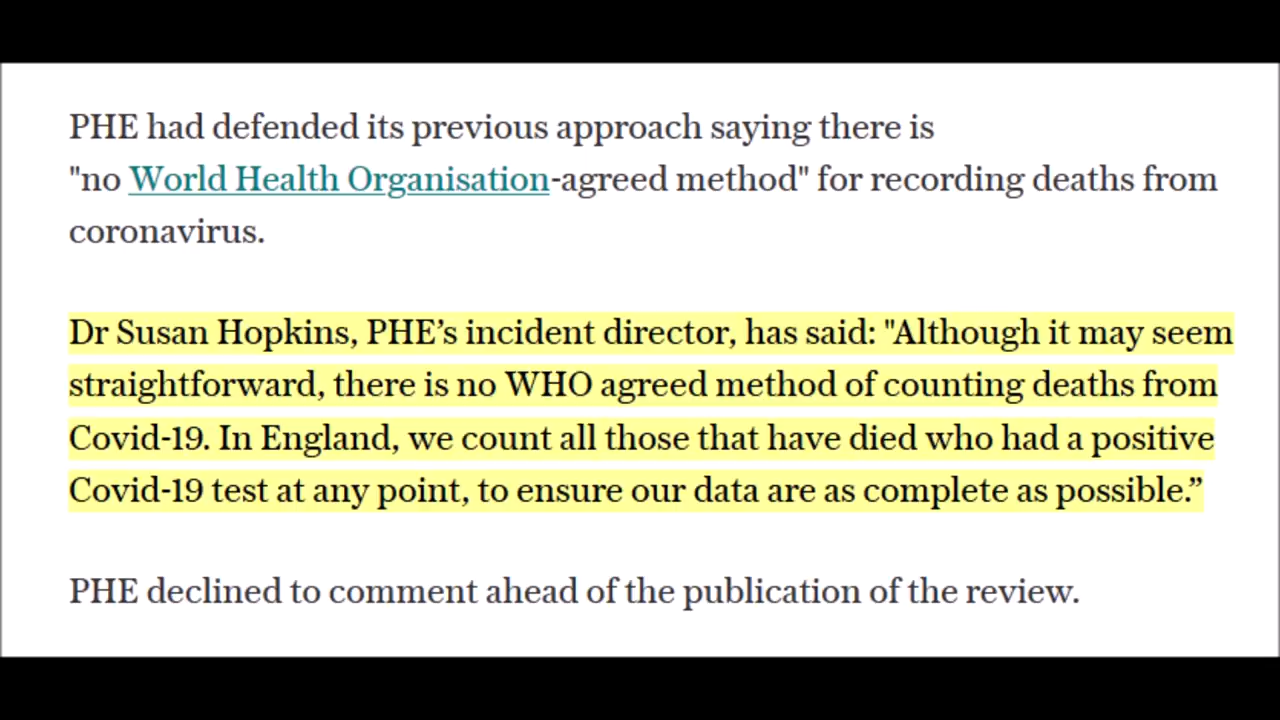 PHE had defended its previous approach saying there is
"no World Health Organisation-agreed method" for recording deaths from
coronavirus.
Dr Susan Hopkins, PHE’s incident director, has said: "Although it may seem
straightforward, there is no WHO agreed method of counting deaths from
Covid-19. In England, we count all those that have died who had a positive
Covid-19 test at any point, to ensure our data are as complete as possible.”
PHE declined to comment ahead of the publication of the review.